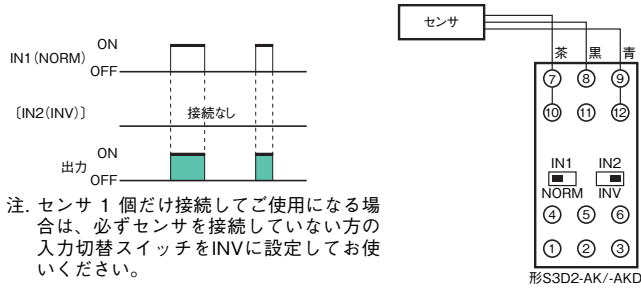 センサ
茶 黒 青
⑦ ⑧ ⑨
⑩ ⑪ ⑫
IN1 IN2
NORM INV
④ ⑤ ⑥
① ② ③
形S3D2-AK/-AKD
IN1(NORM) ON
OFF
〔IN2(INV)〕 接続なし
出力 ON
OFF
注. センサ 1 個だけ接続してご使用になる場
合は、必ずセンサを接続していない方の
入力切替スイッチをINVに設定してお使
いください。